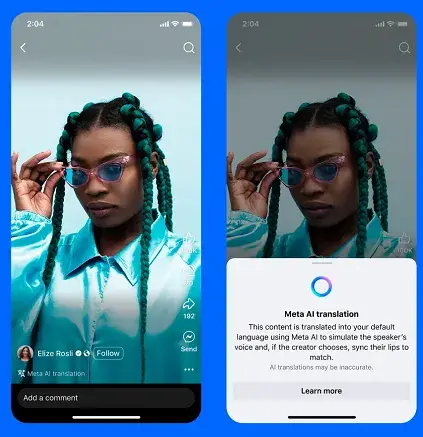 2:04
192
Send
Elize Rosli
Follow
Meta AI translation
Add a comment
2:04
Meta AI translation
This content is translated into your default
language using Meta AI to simulate the speaker's
voice and, if the creator chooses, sync their lips to
match.
AI translations may be inaccurate.
Learn more